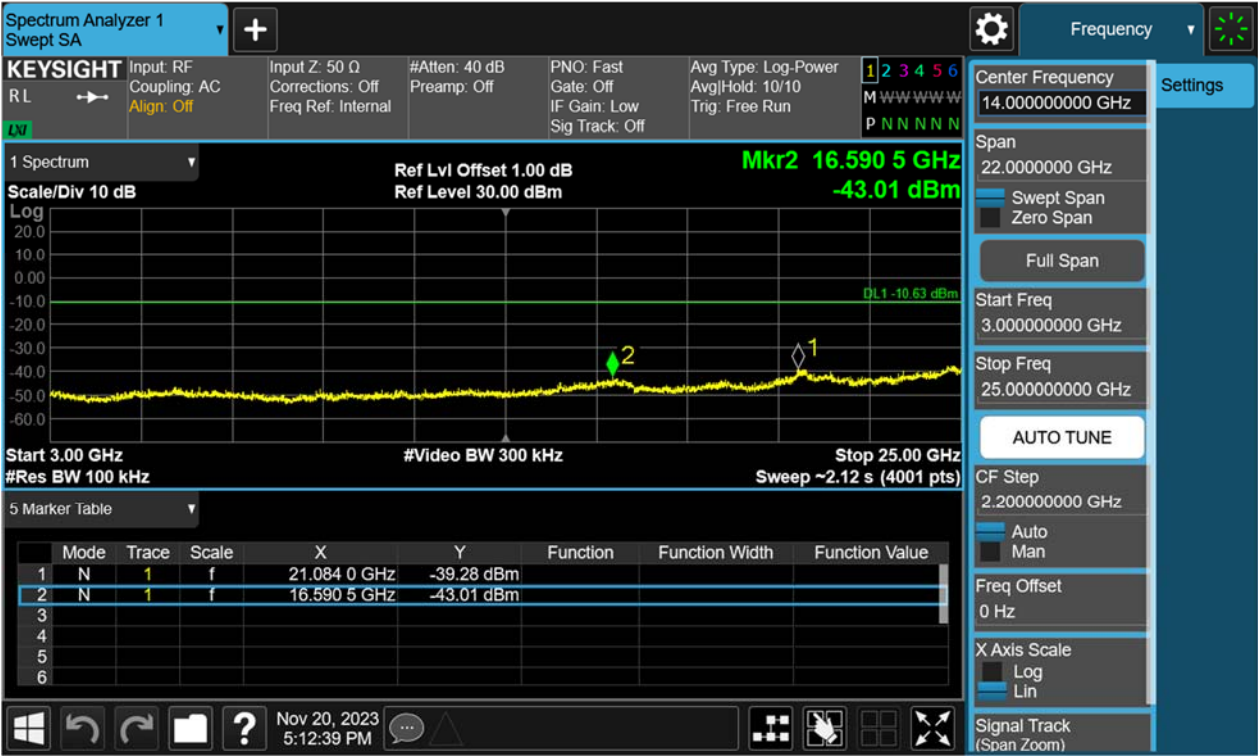 Spectrum Analyzer 1
Swept SA
+
Frequency
KEYSIGHT
R L
LXI
Input: RF
Coupling: AC
Align: Off
Input Z: 50 Ω
Corrections: Off
Freq Ref: Internal
#Atten: 40 dB
Preamp: Off
PNO: Fast
Gate: Off
IF Gain: Low
Sig Track: Off
Avg Type: Log-Power
Avg|Hold: 10/10
Trig: Free Run
1 2 3 4 5 6
M W W W W W
P N N N N N
Center Frequency
14.000000000 GHz
Settings
1 Spectrum
Scale/Div 10 dB
Ref Lvl Offset 1.00 dB
Ref Level 30.00 dBm
Mkr2 16.590 5 GHz
-43.01 dBm
Log
20.0
10.0
0.00
-10.0
-20.0
-30.0
-40.0
-50.0
-60.0
DL1 -10.63 dBm
2
1
Start 3.00 GHz
#Res BW 100 kHz
#Video BW 300 kHz
Stop 25.00 GHz
Sweep ~2.12 s (4001 pts)
Span
22.0000000 GHz
Swept Span
Zero Span
Full Span
Start Freq
3.000000000 GHz
Stop Freq
25.000000000 GHz
AUTO TUNE
CF Step
2.200000000 GHz
Auto
Man
Freq Offset
0 Hz
X Axis Scale
Log
Lin
Signal Track
(Span Zoom)
5 Marker Table
Mode Trace Scale X Y Function Function Width Function Value
1 N 1 f 21.084 0 GHz -39.28 dBm
2 N 1 f 16.590 5 GHz -43.01 dBm
3
4
5
6
?
Nov 20, 2023
5:12:39 PM